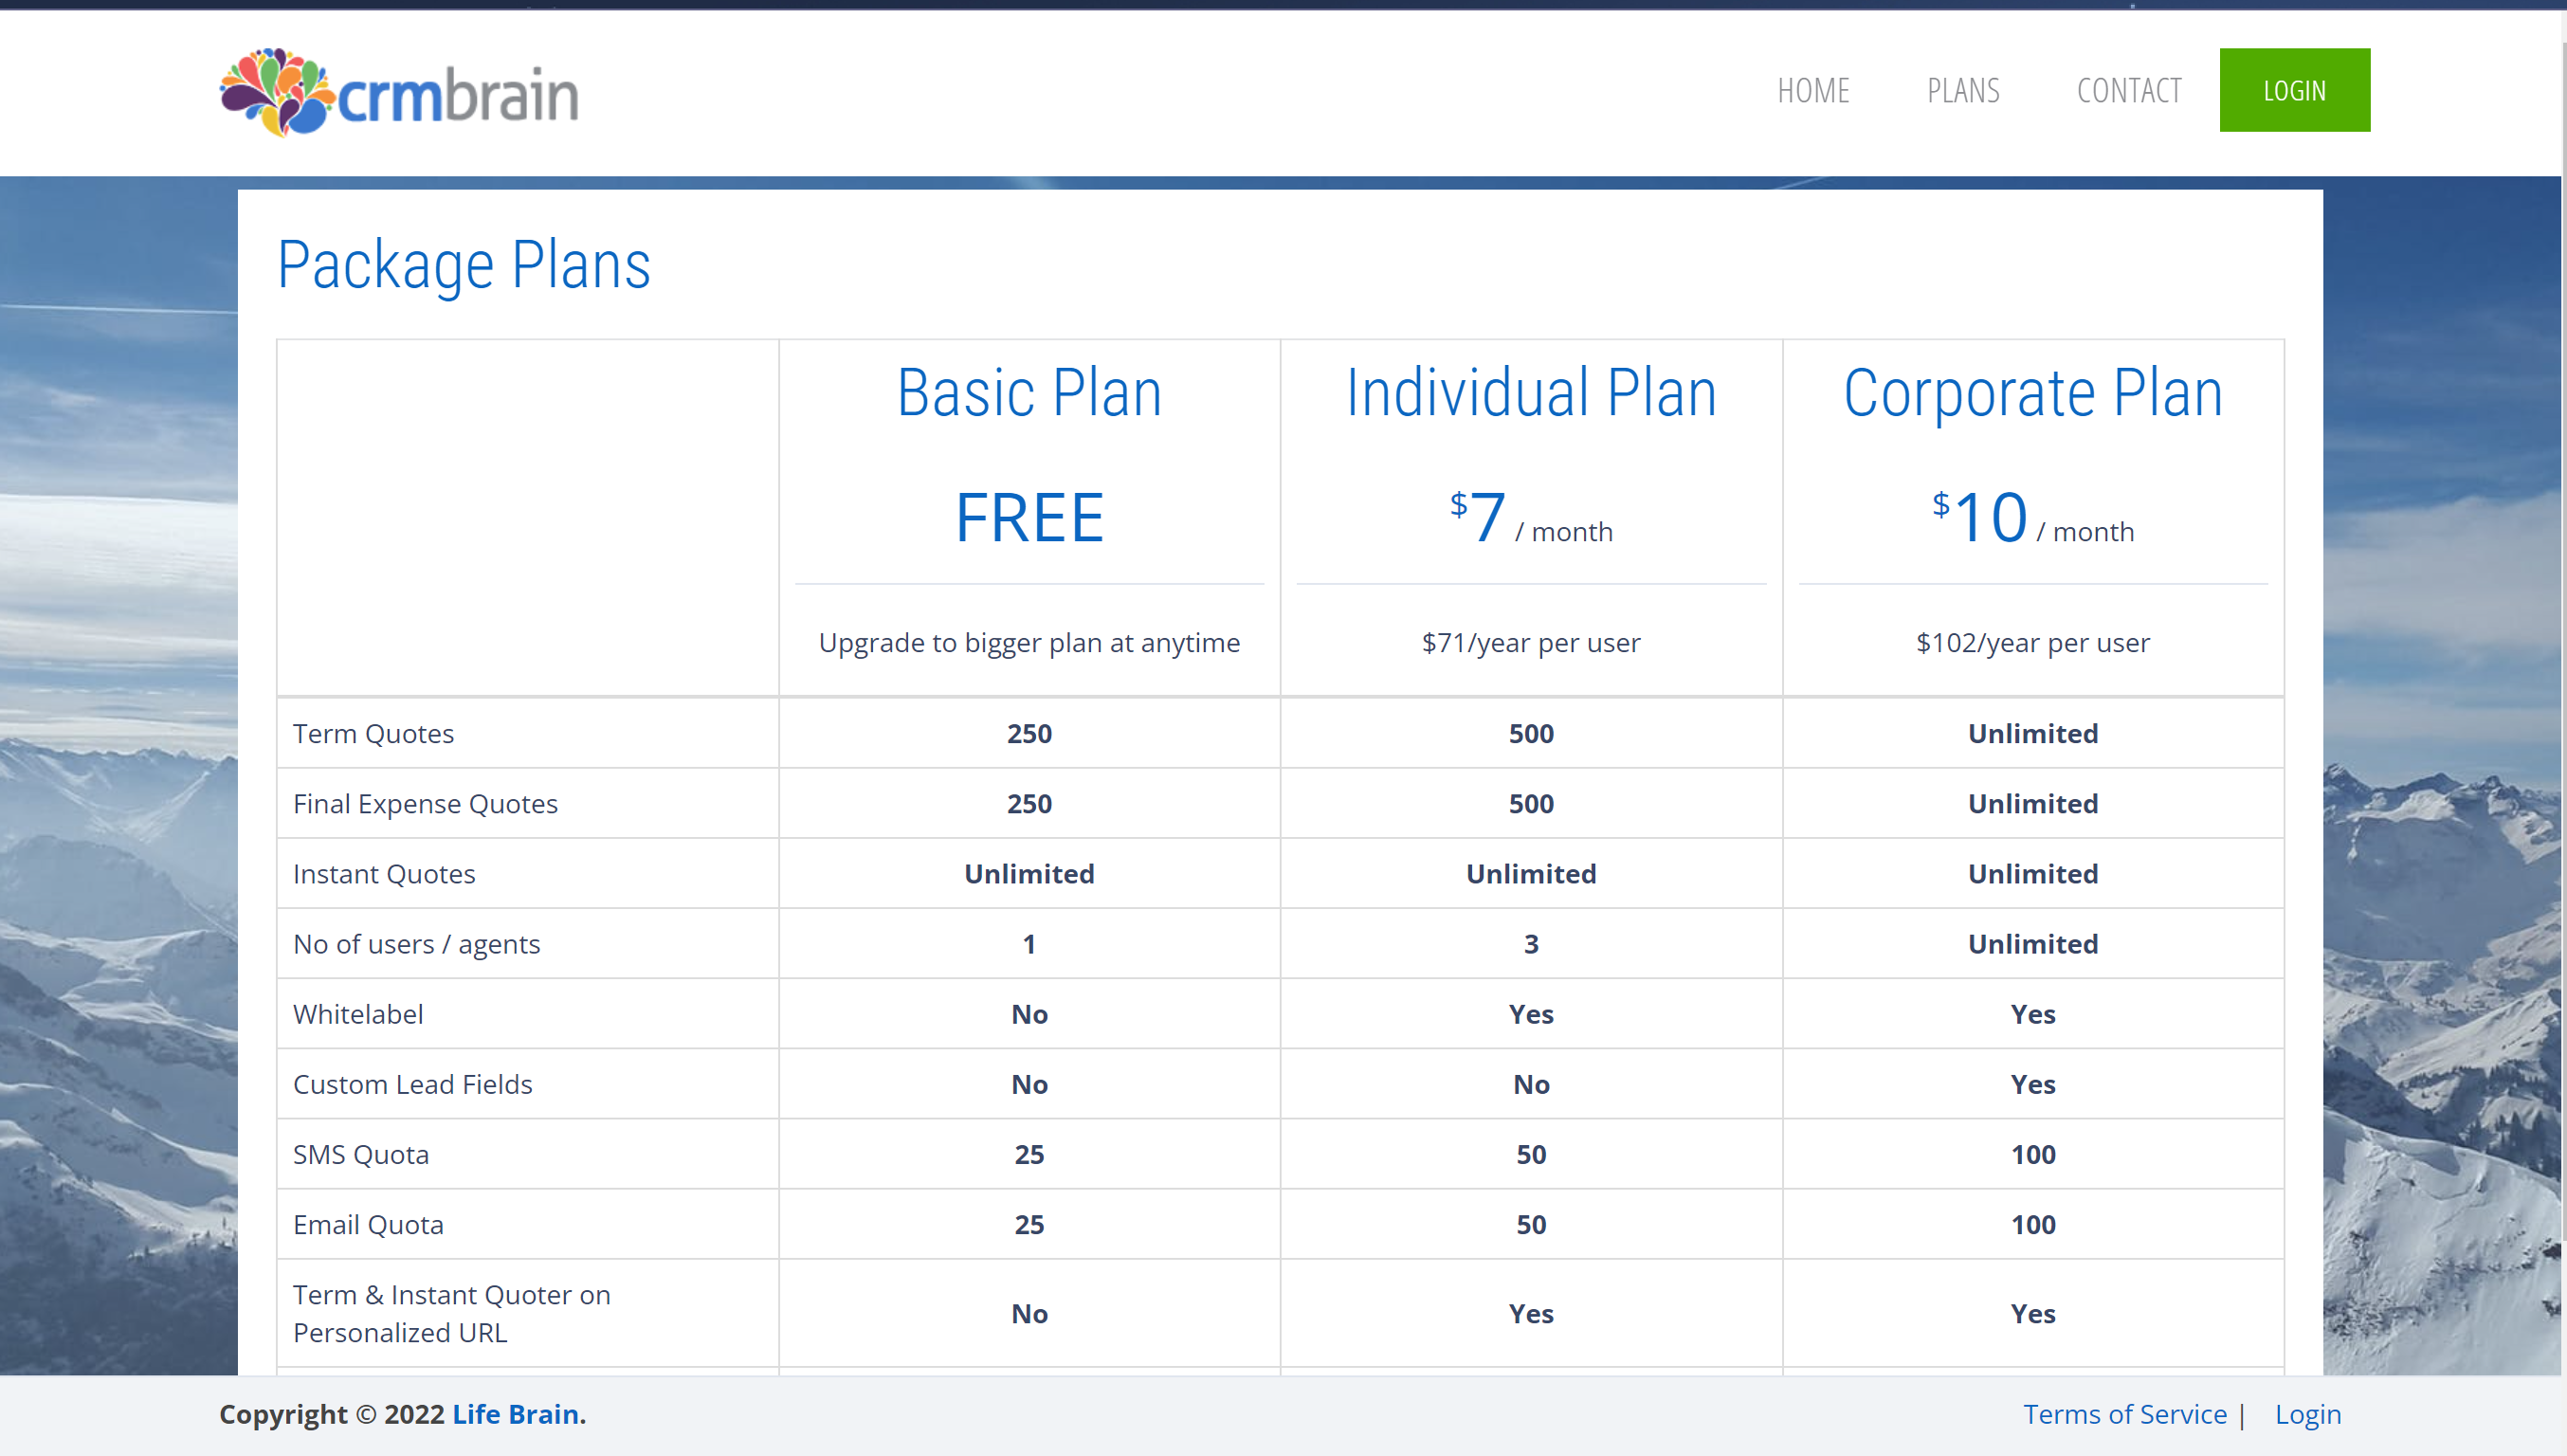 crmbrain
HOME PLANS CONTACT LOGIN
Package Plans
Basic Plan Individual Plan Corporate Plan
FREE $7 / month $10 / month
Upgrade to bigger plan at anytime $71/year per user $102/year per user
Term Quotes 250 500 Unlimited
Final Expense Quotes 250 500 Unlimited
Instant Quotes Unlimited Unlimited Unlimited
No of users / agents 1 3 Unlimited
Whitelabel No Yes Yes
Custom Lead Fields No No Yes
SMS Quota 25 50 100
Email Quota 25 50 100
Term & Instant Quoter on
Personalized URL No Yes Yes
Copyright © 2022 Life Brain. Terms of Service | Login